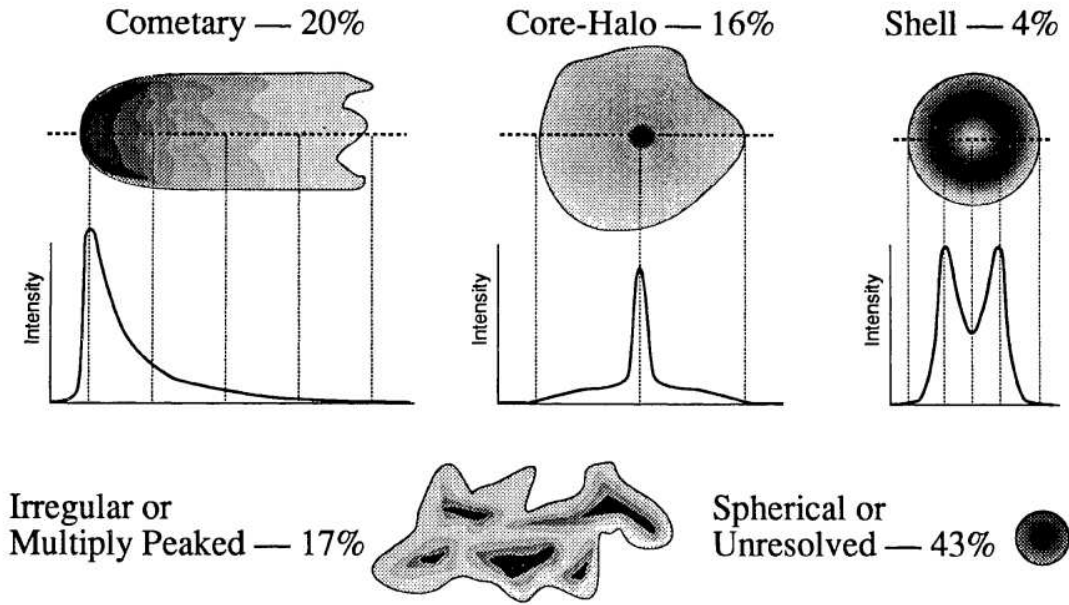 Cometary — 20%
Core-Halo — 16%
Shell — 4%
Intensity
Intensity
Intensity
Irregular or
Multiply Peaked — 17%
Spherical or
Unresolved — 43%